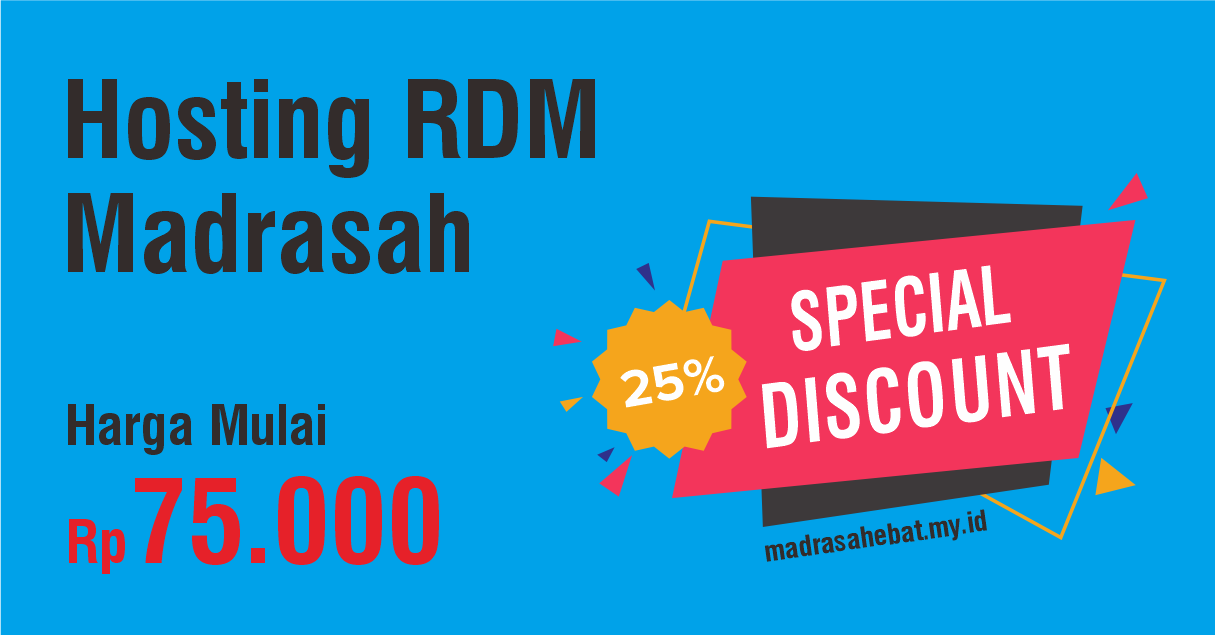 Hosting RDM
Madrasah
Harga Mulai
Rp 75.000
25%
SPECIAL
DISCOUNT
madrasahebat.my.id